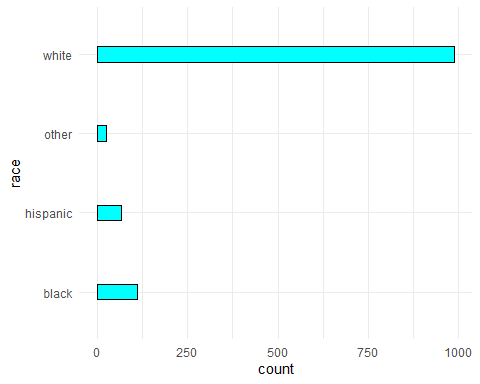 white
other
hispanic
black
race
0 250 500 750 1000
count